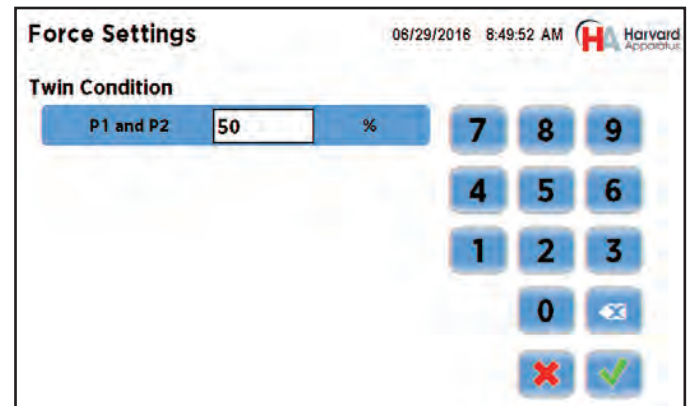 Force Settings 06/29/2016 8:49:52 AM HA Harvard Apparatus
Twin Condition
P1 and P2 50 %
7 8 9
4 5 6
1 2 3
0